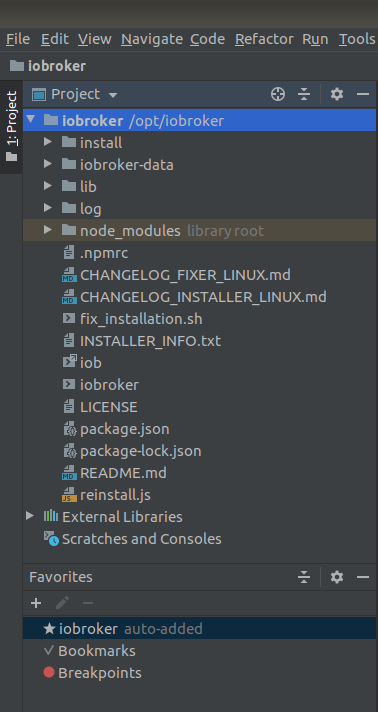 File Edit View Navigate Code Refactor Run Tools
iobroker
1: Project
Project
iobroker /opt/iobroker
install
iobroker-data
lib
log
node_modules library root
.npmrc
CHANGELOG_FIXER_LINUX.md
CHANGELOG_INSTALLER_LINUX.md
fix_installation.sh
INSTALLER_INFO.txt
iob
iobroker
LICENSE
package.json
package-lock.json
README.md
reinstall.js
External Libraries
Scratches and Consoles
Favorites
iobroker auto-added
Bookmarks
Breakpoints